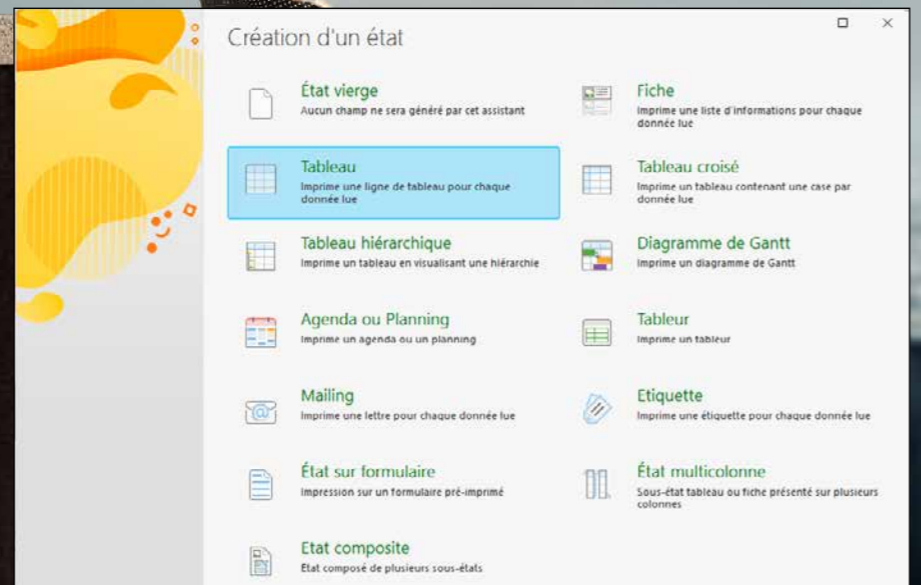 Création d'un état
État vierge
Aucun champ ne sera généré par cet assistant
Fiche
Imprime une liste d'informations pour chaque
donnée lue
Tableau
Imprime une ligne de tableau pour chaque
donnée lue
Tableau croisé
Imprime un tableau contenant une case par
donnée lue
Tableau hiérarchique
Imprime un tableau en visualisant une hiérarchie
Diagramme de Gantt
Imprime un diagramme de Gantt
Agenda ou Planning
Imprime un agenda ou un planning
Tableur
Imprime un tableur
Mailing
Imprime une lettre pour chaque donnée lue
Etiquette
Imprime une étiquette pour chaque donnée lue
État sur formulaire
Impression sur un formulaire pré-imprimé
État multicolonne
Sous-état tableau ou fiche présenté sur plusieurs
colonnes
Etat composite
Etat composé de plusieurs sous-états